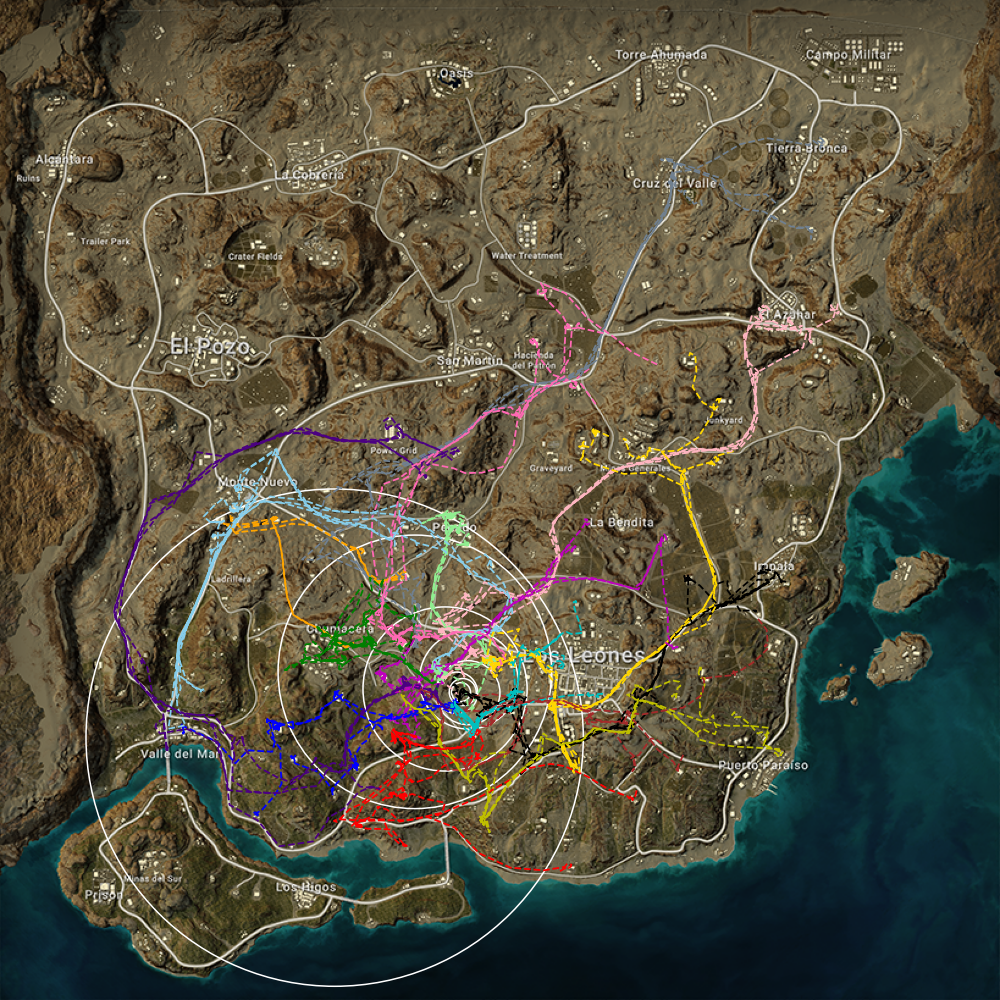 Torre Ahumada
Campo Militar
Oasis
Tierra Bronca
Alcantara
Ruins
La Cobreria
Cruz del Valle
Trailer Park
Crater Fields
Water Treatment
El Azahar
El Pozo
San Martin
Hacienda
del Patrón
Junkyard
Power Grid
Graveyard
Minas Generales
Monte Nuevo
Pecado
La Bendita
Impala
Ladrillera
Chumacera
Los Leones
Valle del Mar
Puerto Paraiso
Minas del Sur
Prison
Los Higos